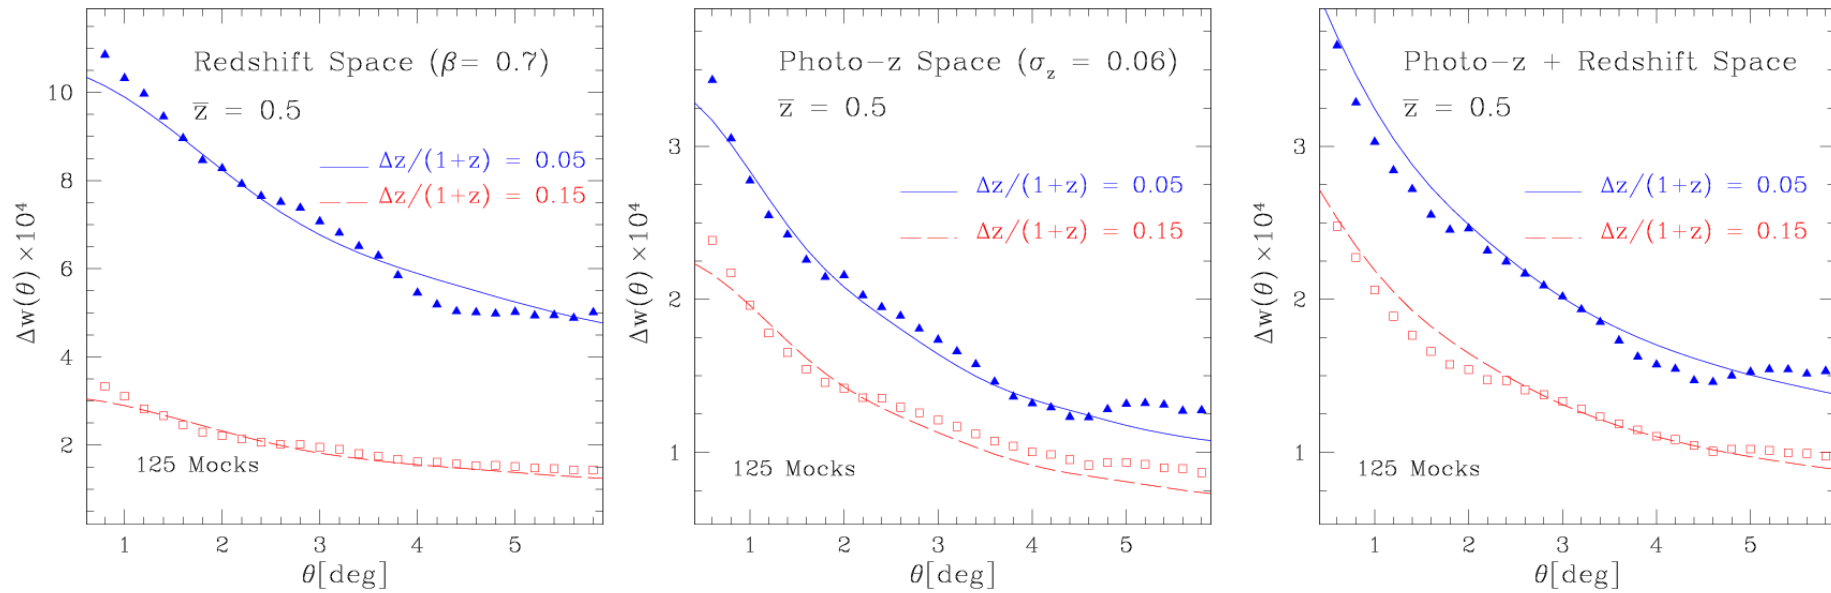 Redshift Space (β= 0.7)
z̅ = 0.5
Δz/(1+z) = 0.05
Δz/(1+z) = 0.15
125 Mocks
Δw(θ) ×10⁴
10
8
6
4
2
1
2
3
4
5
θ[deg]
Photo-z Space (σ_z = 0.06)
z̅ = 0.5
Δz/(1+z) = 0.05
Δz/(1+z) = 0.15
125 Mocks
Δw(θ) ×10⁴
3
2
1
1
2
3
4
5
θ[deg]
Photo-z + Redshift Space
z̅ = 0.5
Δz/(1+z) = 0.05
Δz/(1+z) = 0.15
125 Mocks
Δw(θ) ×10⁴
3
2
1
1
2
3
4
5
θ[deg]